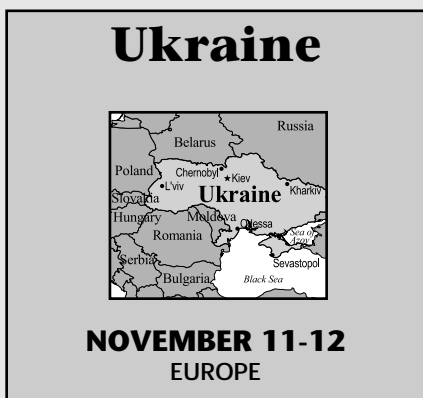 Ukraine
Russia
Belarus
Poland
Chernobyl
Kiev
L'viv
Kharkiv
Slovakia
Ukraine
Hungary
Moldova
Odessa
Romania
Sea of
Azov
Serbia
Sevastopol
Bulgaria
Black Sea
NOVEMBER 11-12
EUROPE